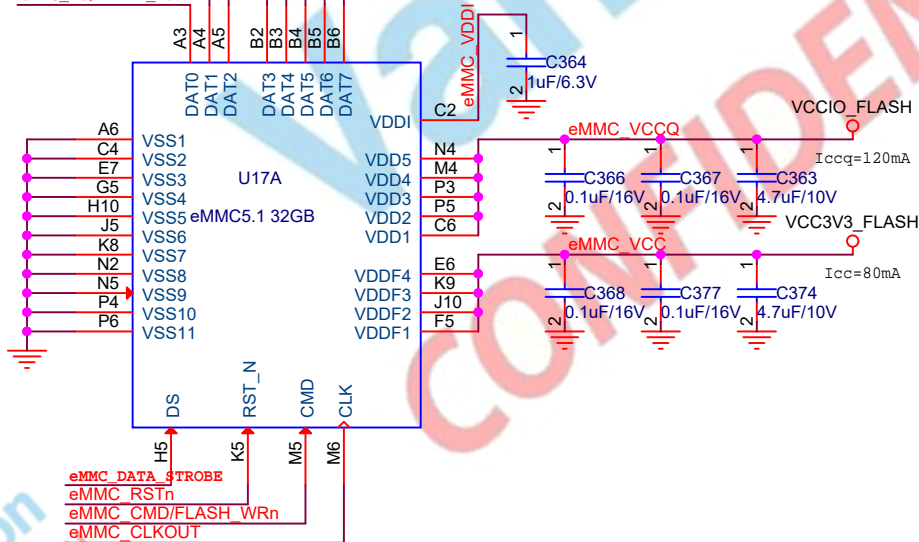 A3 A4 A5 B2 B3 B4 B5 B6
DAT0 DAT1 DAT2 DAT3 DAT4 DAT5 DAT6 DAT7
eMMC_VDDI
1
C364
1uF/6.3V
2
C2
VDDI
VCCIO_FLASH
eMMC_VCCQ
Iccq=120mA
A6 VSS1
C4 VSS2
E7 VSS3
G5 VSS4
H10 VSS5
J5 VSS6
K8 VSS7
N2 VSS8
N5 VSS9
P4 VSS10
P6 VSS11
U17A
eMMC5.1 32GB
VDD5 N4
VDD4 M4
VDD3 P3
VDD2 P5
VDD1 C6
1 C366 0.1uF/16V 2
1 C367 0.1uF/16V 2
1 C363 4.7uF/10V 2
VCC3V3_FLASH
eMMC_VCC
Icc=80mA
VDDF4 E6
VDDF3 K9
VDDF2 J10
VDDF1 F5
1 C368 0.1uF/16V 2
1 C377 0.1uF/16V 2
1 C374 4.7uF/10V 2
DS RST_N CMD CLK
H5 K5 M5 M6
eMMC_DATA_STROBE
eMMC_RSTn
eMMC_CMD/FLASH_WRn
eMMC_CLKOUT
CONFIDEN
on